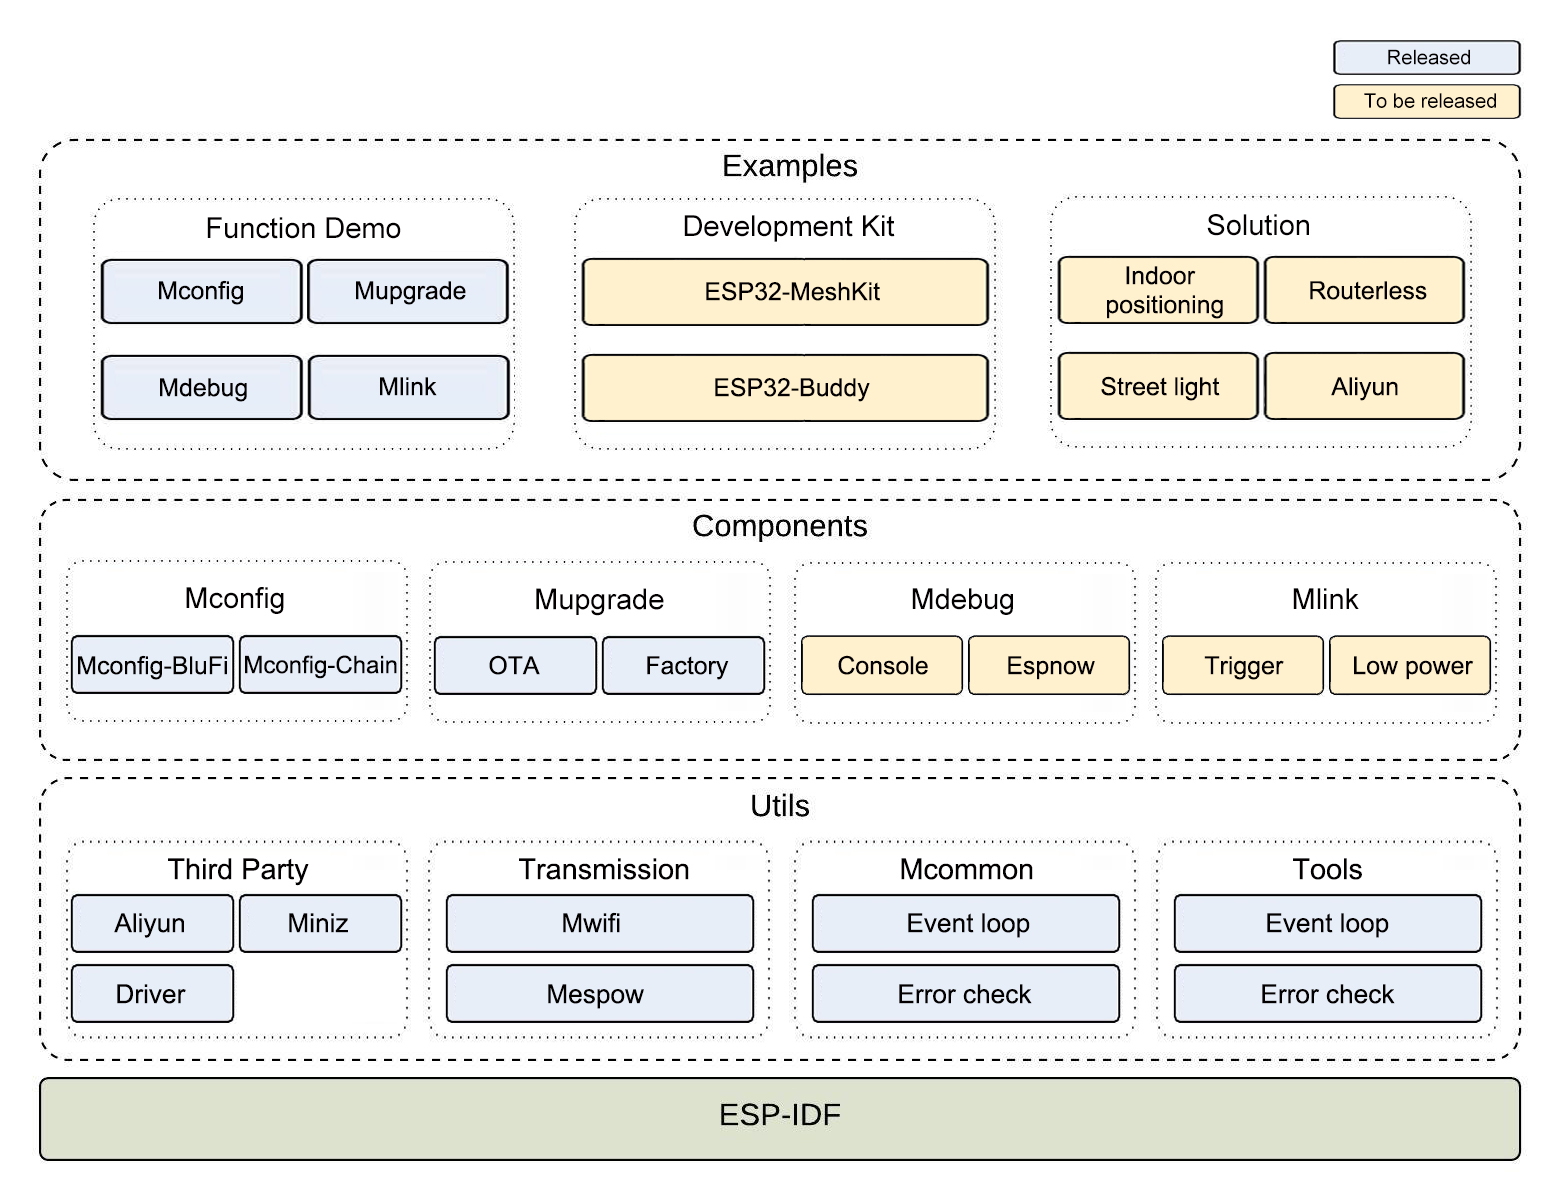 Released
To be released
Examples
Function Demo
Mconfig
Mupgrade
Mdebug
Mlink
Development Kit
ESP32-MeshKit
ESP32-Buddy
Solution
Indoor
positioning
Routerless
Street light
Aliyun
Components
Mconfig
Mconfig-BluFi
Mconfig-Chain
Mupgrade
OTA
Factory
Mdebug
Console
Espnow
Mlink
Trigger
Low power
Utils
Third Party
Aliyun
Miniz
Driver
Transmission
Mwifi
Mespow
Mcommon
Event loop
Error check
Tools
Event loop
Error check
ESP-IDF